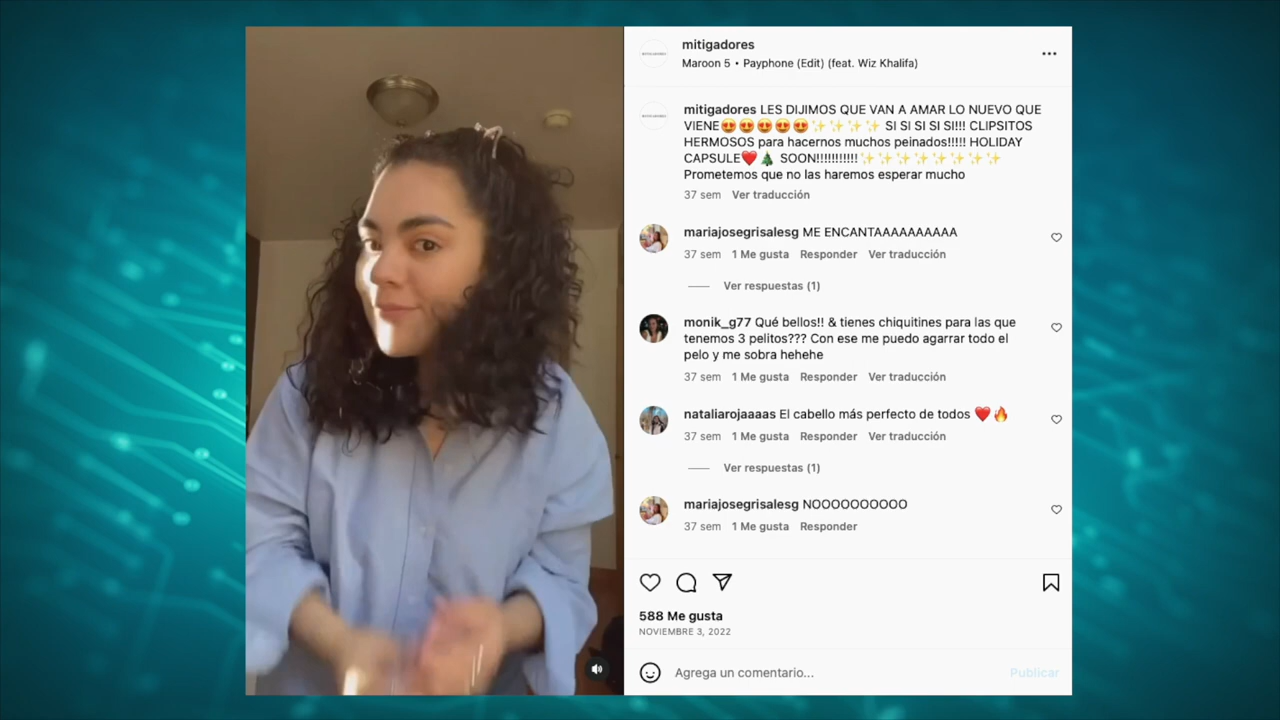 mitigadores
Maroon 5 • Payphone (Edit) (feat. Wiz Khalifa)
mitigadores LES DIJIMOS QUE VAN A AMAR LO NUEVO QUE
VIENE😍😍😍😍😍✨✨✨✨ SI SI SI SI SI!!! CLIPSITOS
HERMOSOS para hacernos muchos peinados!!!!! HOLIDAY
CAPSULE❤️🎄 SOON!!!!!!!!!!!✨✨✨✨✨✨✨✨
Prometemos que no las haremos esperar mucho
37 sem Ver traducción
mariajosegrisalesg ME ENCANTAAAAAAAAAA
37 sem 1 Me gusta Responder Ver traducción
Ver respuestas (1)
monik_g77 Qué bellos!! & tienes chiquitines para las que
tenemos 3 pelitos??? Con ese me puedo agarrar todo el
pelo y me sobra hehehe
37 sem 1 Me gusta Responder Ver traducción
nataliarojaaaas El cabello más perfecto de todos ❤️🔥
37 sem 1 Me gusta Responder Ver traducción
Ver respuestas (1)
mariajosegrisalesg NOOOOOOOOOO
37 sem 1 Me gusta Responder
588 Me gusta
NOVIEMBRE 3, 2022
Agrega un comentario... Publicar